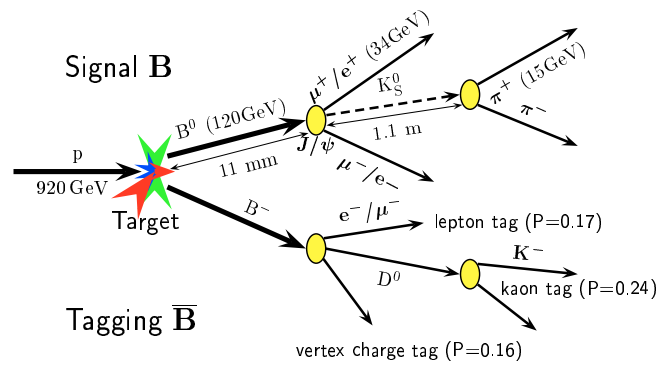 Signal B
μ⁺/e⁺ (34GeV)
B⁰ (120GeV)
K⁰_S
π⁺ (15GeV)
π⁻
1.1 m
J/ψ
11 mm
μ⁻/e−
p
920 GeV
Target
B⁻
e⁻/μ⁻
lepton tag (P=0.17)
D⁰
K⁻
kaon tag (P=0.24)
Tagging B̅
vertex charge tag (P=0.16)